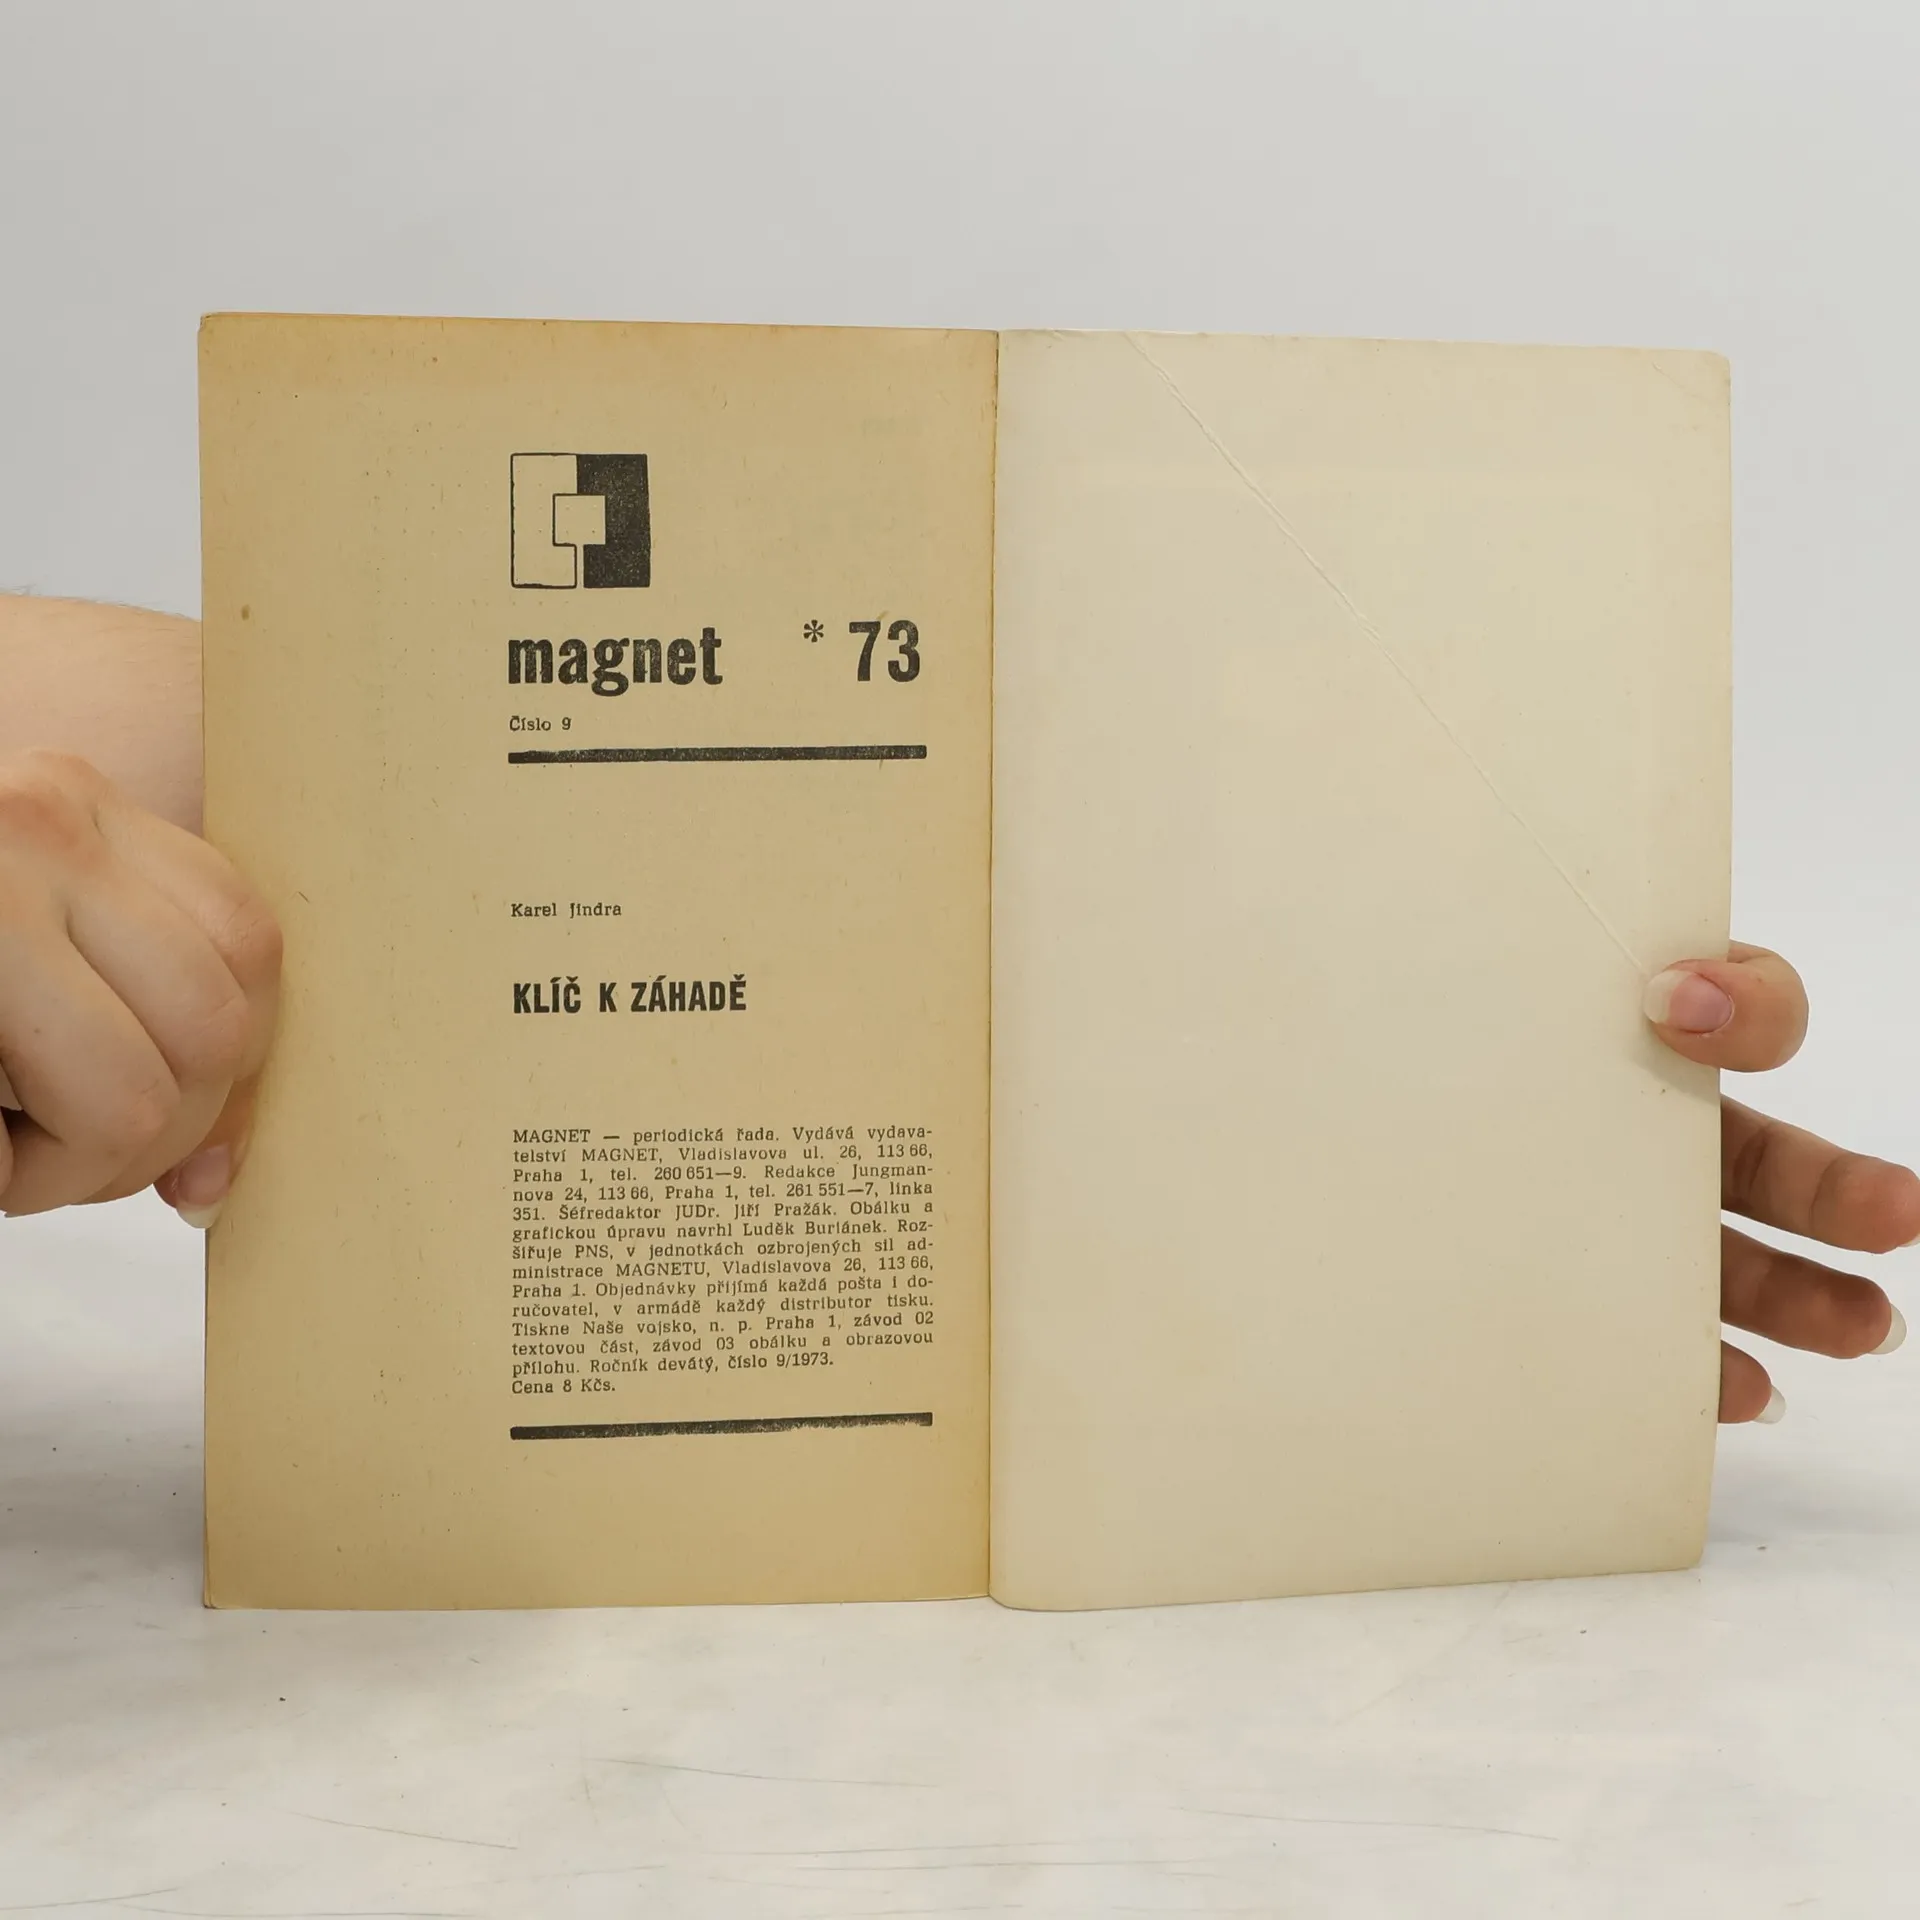 magnet * 73
Číslo 9
Karel Jindra
KLÍČ K ZÁHADĚ
MAGNET — periodická řada. Vydává vydava-
telství MAGNET, Vladislavova ul. 26, 113 66,
Praha 1, tel. 260 651—9. Redakce Jungman-
nova 24, 113 66, Praha 1, tel. 261 551—7, linka
351. Šéfredaktor JUDr. Jiří Pražák. Obálku a
grafickou úpravu navrhl Luděk Burlánek. Roz-
šiřuje PNS, v jednotkách ozbrojených sil ad-
ministrace MAGNETU, Vladislavova 26, 113 66,
Praha 1. Objednávky přijímá každá pošta i do-
ručovatel, v armádě každý distributor tisku.
Tiskne Naše vojsko, n. p. Praha 1, závod 02
textovou část, závod 03 obálku a obrazovou
přílohu. Ročník devátý, číslo 9/1973.
Cena 8 Kčs.